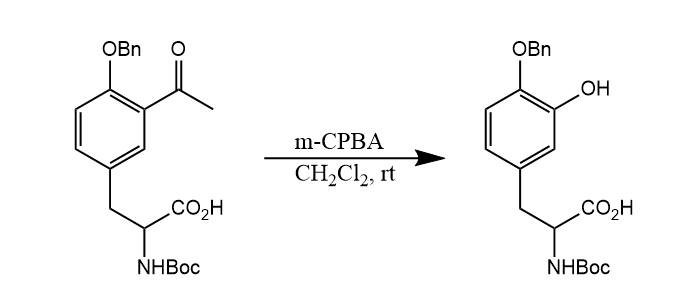 OBn
O
CO2H
NHBoc
m-CPBA
CH2Cl2, rt
OBn
OH
CO2H
NHBoc